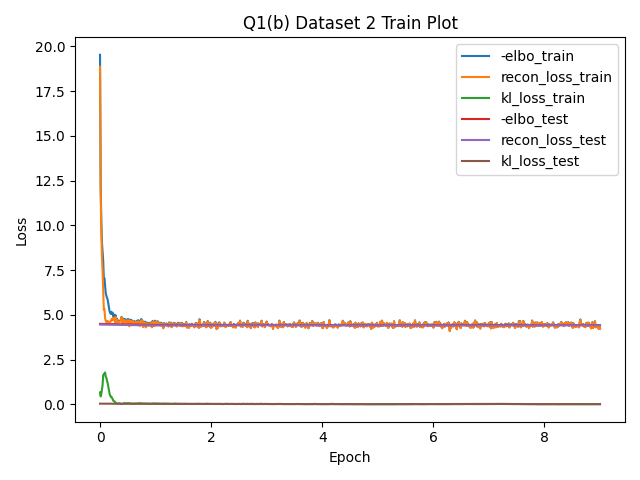 Q1(b) Dataset 2 Train Plot
20.0
17.5
15.0
12.5
10.0
7.5
5.0
2.5
0.0
Loss
-elbo_train
recon_loss_train
kl_loss_train
-elbo_test
recon_loss_test
kl_loss_test
0 2 4 6 8
Epoch